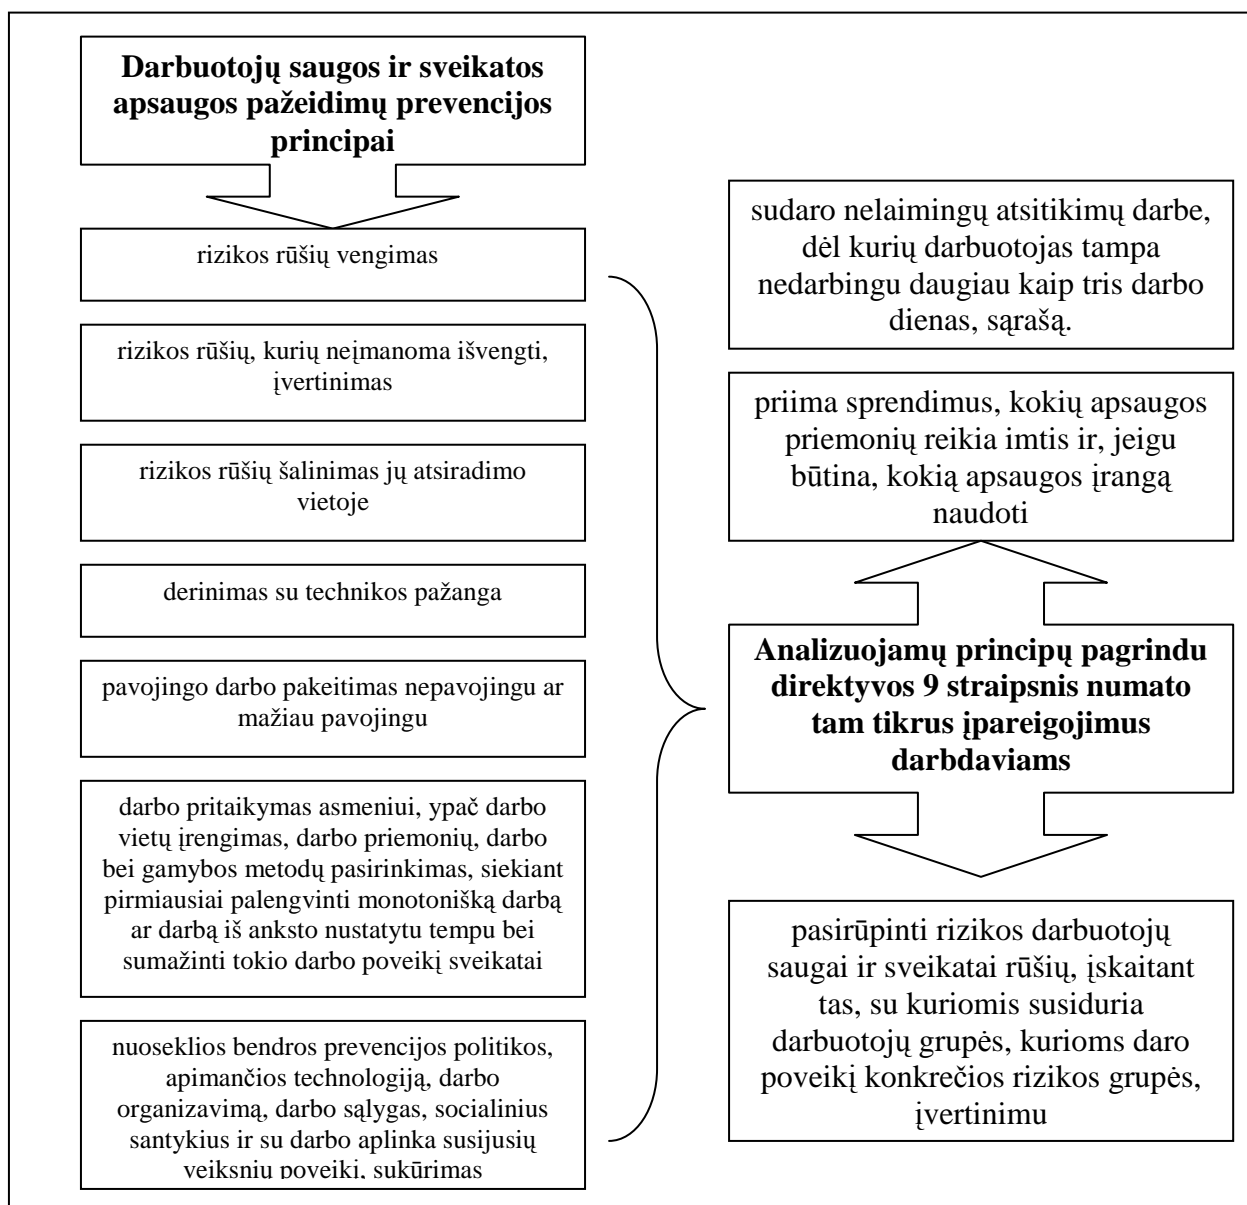 Darbuotojų saugos ir sveikatos
apsaugos pažeidimų prevencijos
principai
rizikos rūšių vengimas
rizikos rūšių, kurių neįmanoma išvengti,
įvertinimas
rizikos rūšių šalinimas jų atsiradimo
vietoje
derinimas su technikos pažanga
pavojingo darbo pakeitimas nepavojingu ar
mažiau pavojingu
darbo pritaikymas asmeniui, ypač darbo
vietų įrengimas, darbo priemonių, darbo
bei gamybos metodų pasirinkimas, siekiant
pirmiausiai palengvinti monotonišką darbą
ar darbą iš anksto nustatytu tempu bei
sumažinti tokio darbo poveikį sveikatai
nuoseklios bendros prevencijos politikos,
apimančios technologiją, darbo
organizavimą, darbo sąlygas, socialinius
santykius ir su darbo aplinka susijusių
veiksnių poveikį, sukūrimas
sudaro nelaimingų atsitikimų darbe,
dėl kurių darbuotojas tampa
nedarbingu daugiau kaip tris darbo
dienas, sąrašą.
priima sprendimus, kokių apsaugos
priemonių reikia imtis ir, jeigu
būtina, kokią apsaugos įrangą
naudoti
Analizuojamų principų pagrindu
direktyvos 9 straipsnis numato
tam tikrus įpareigojimus
darbdaviams
pasirūpinti rizikos darbuotojų
saugai ir sveikatai rūšių, įskaitant
tas, su kuriomis susiduria
darbuotojų grupės, kurioms daro
poveikį konkrečios rizikos grupės,
įvertinimu